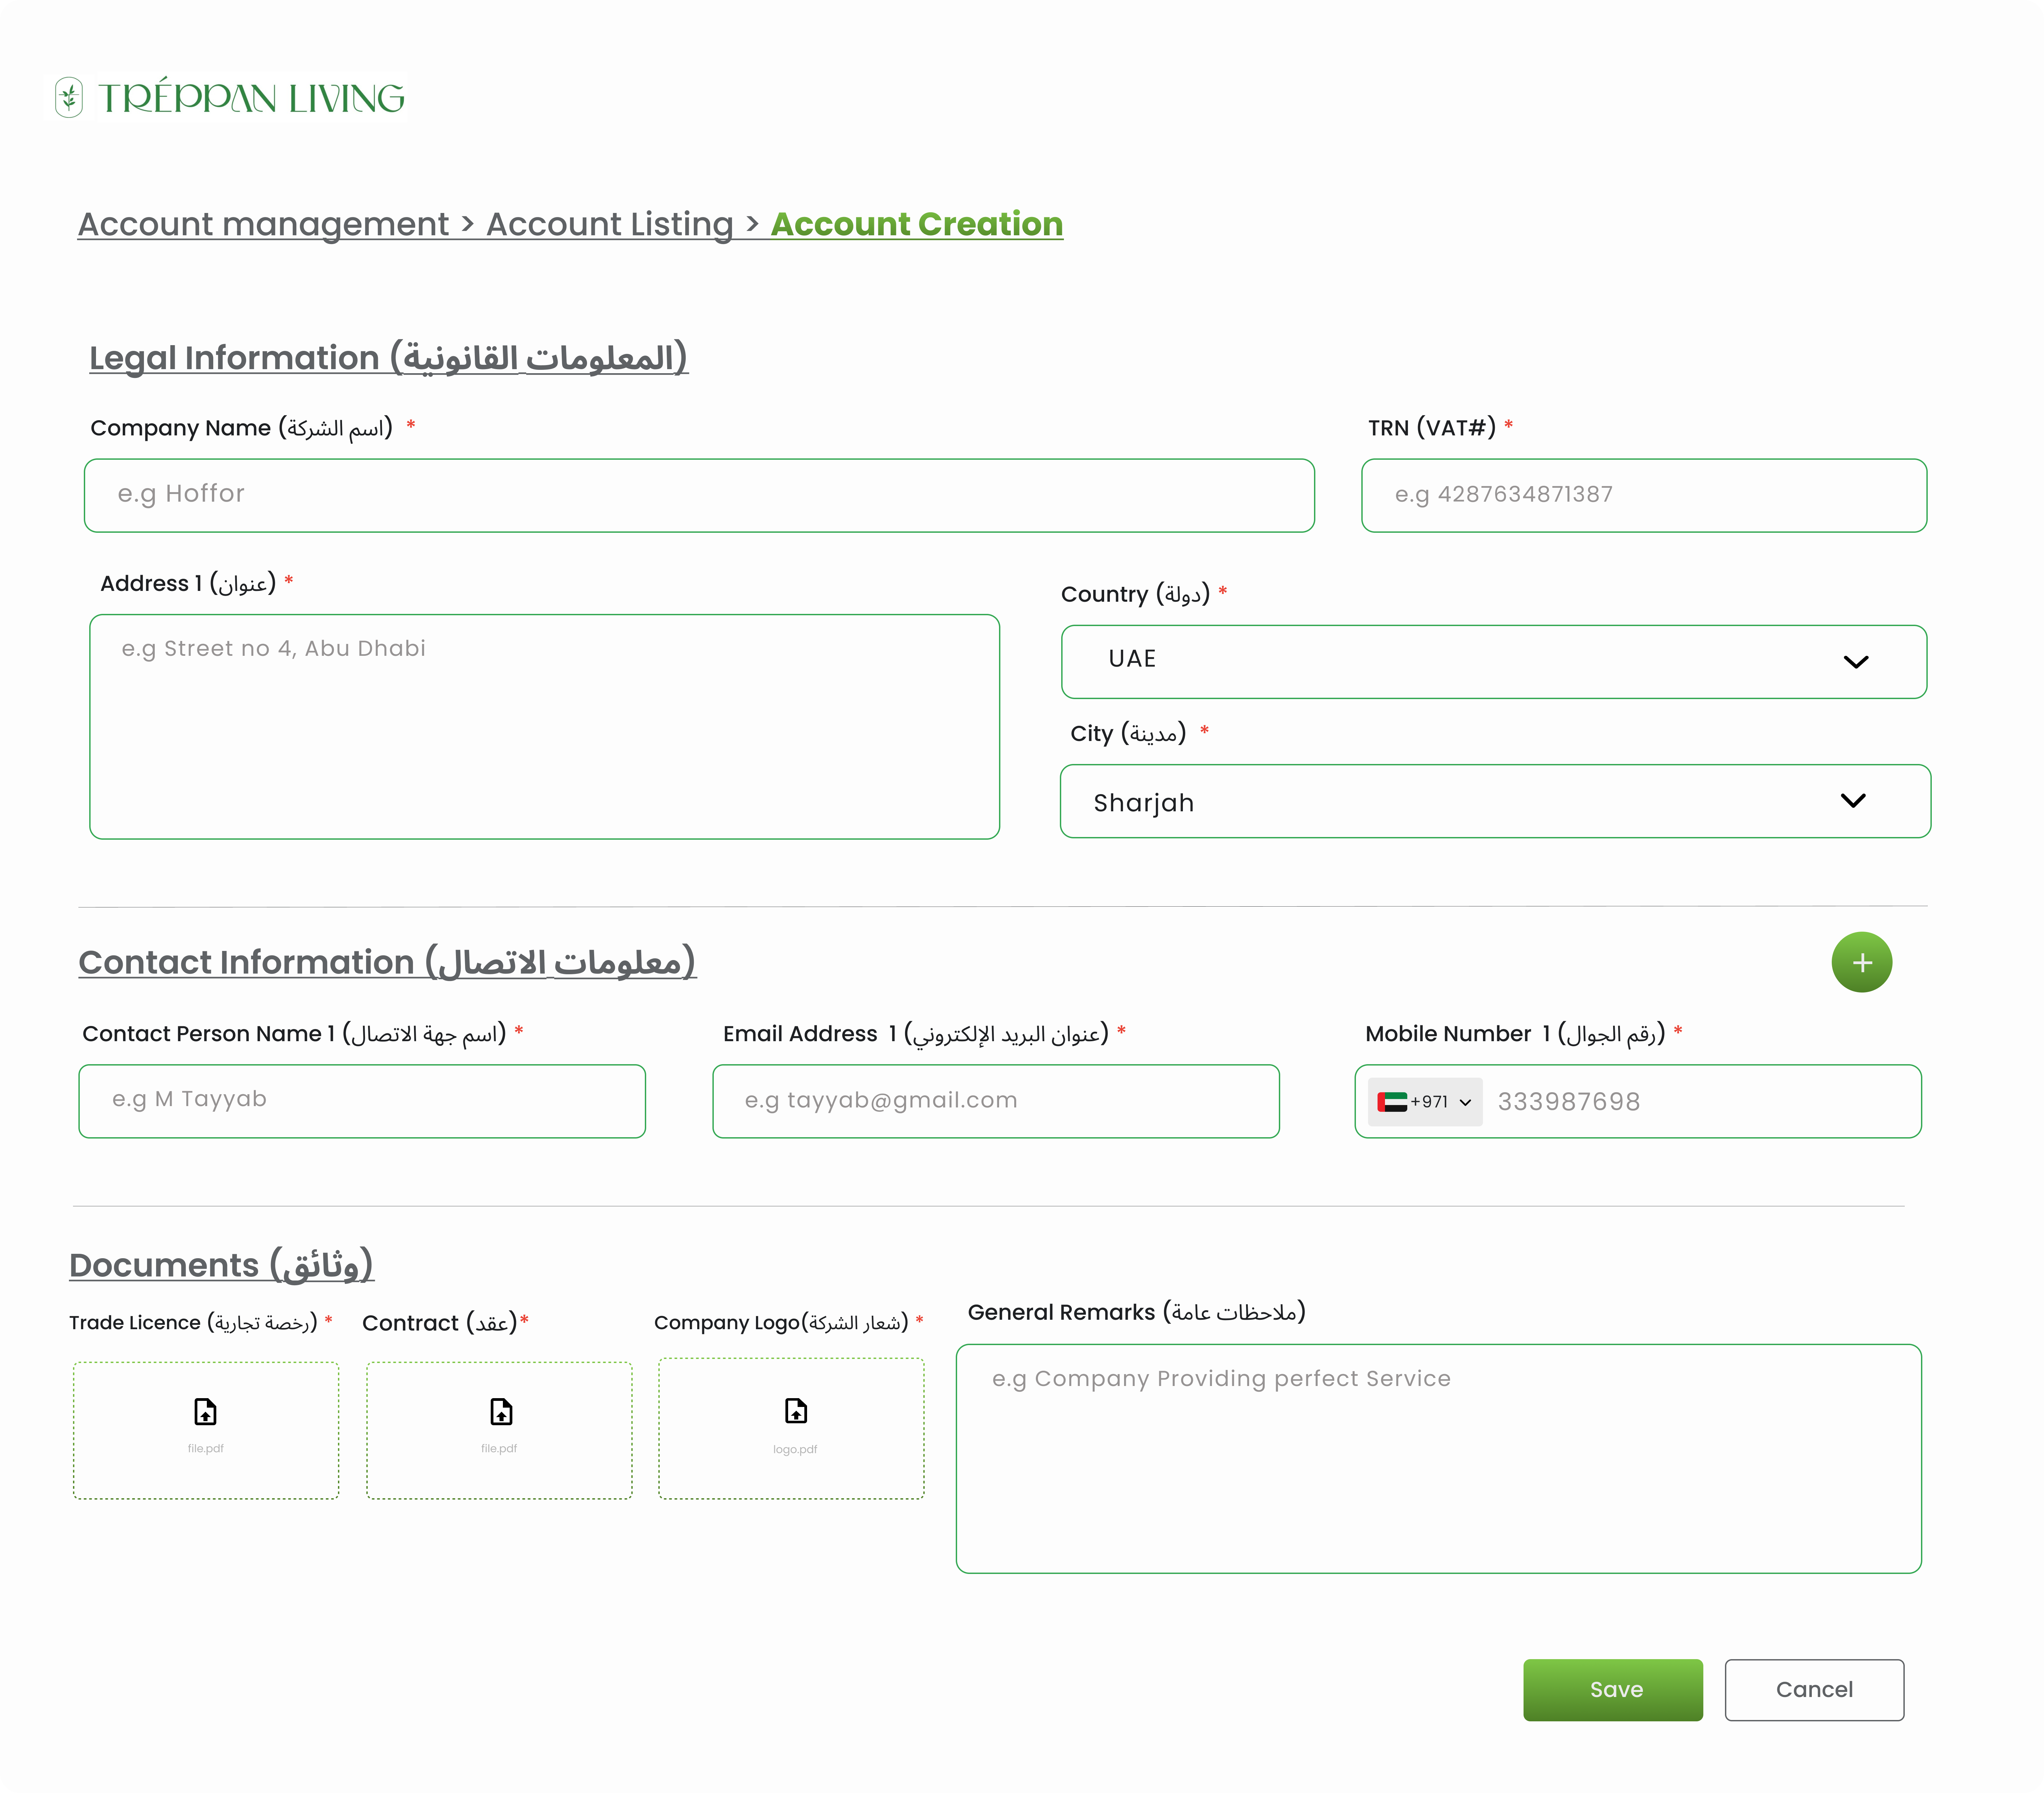 TRÉPPAN LIVING
Account management > Account Listing > Account Creation
Legal Information (المعلومات القانونية)
Company Name (اسم الشركة) *
TRN (VAT#) *
e.g Hoffor
e.g 4287634871387
Address 1 (عنوان) *
Country (دولة) *
e.g Street no 4, Abu Dhabi
UAE
City (مدينة) *
Sharjah
Contact Information (معلومات الاتصال)
+
Contact Person Name 1 (اسم جهة الاتصال) *
Email Address 1 (عنوان البريد الإلكتروني) *
Mobile Number 1 (رقم الجوال) *
e.g M Tayyab
e.g tayyab@gmail.com
+971 333987698
Documents (وثائق)
Trade Licence (رخصة تجارية) *
Contract (عقد)*
Company Logo(شعار الشركة) *
General Remarks (ملاحظات عامة)
e.g Company Providing perfect Service
file.pdf
file.pdf
logo.pdf
Save
Cancel